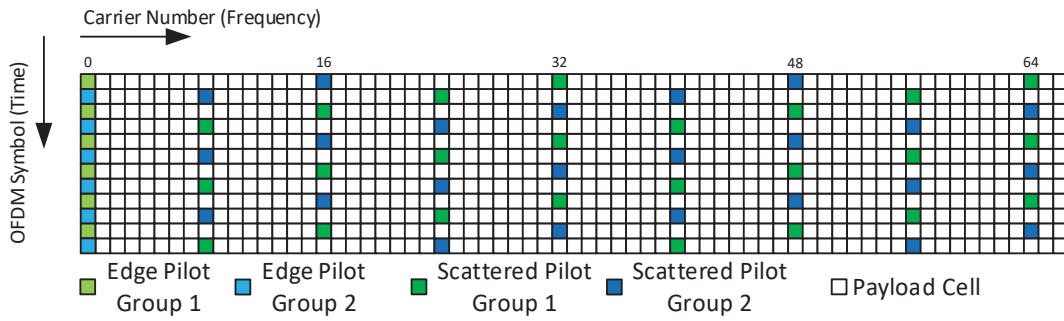 Carrier Number (Frequency)
0 16 32 48 64
OFDM Symbol (Time)
Edge Pilot Group 1
Edge Pilot Group 2
Scattered Pilot Group 1
Scattered Pilot Group 2
Payload Cell